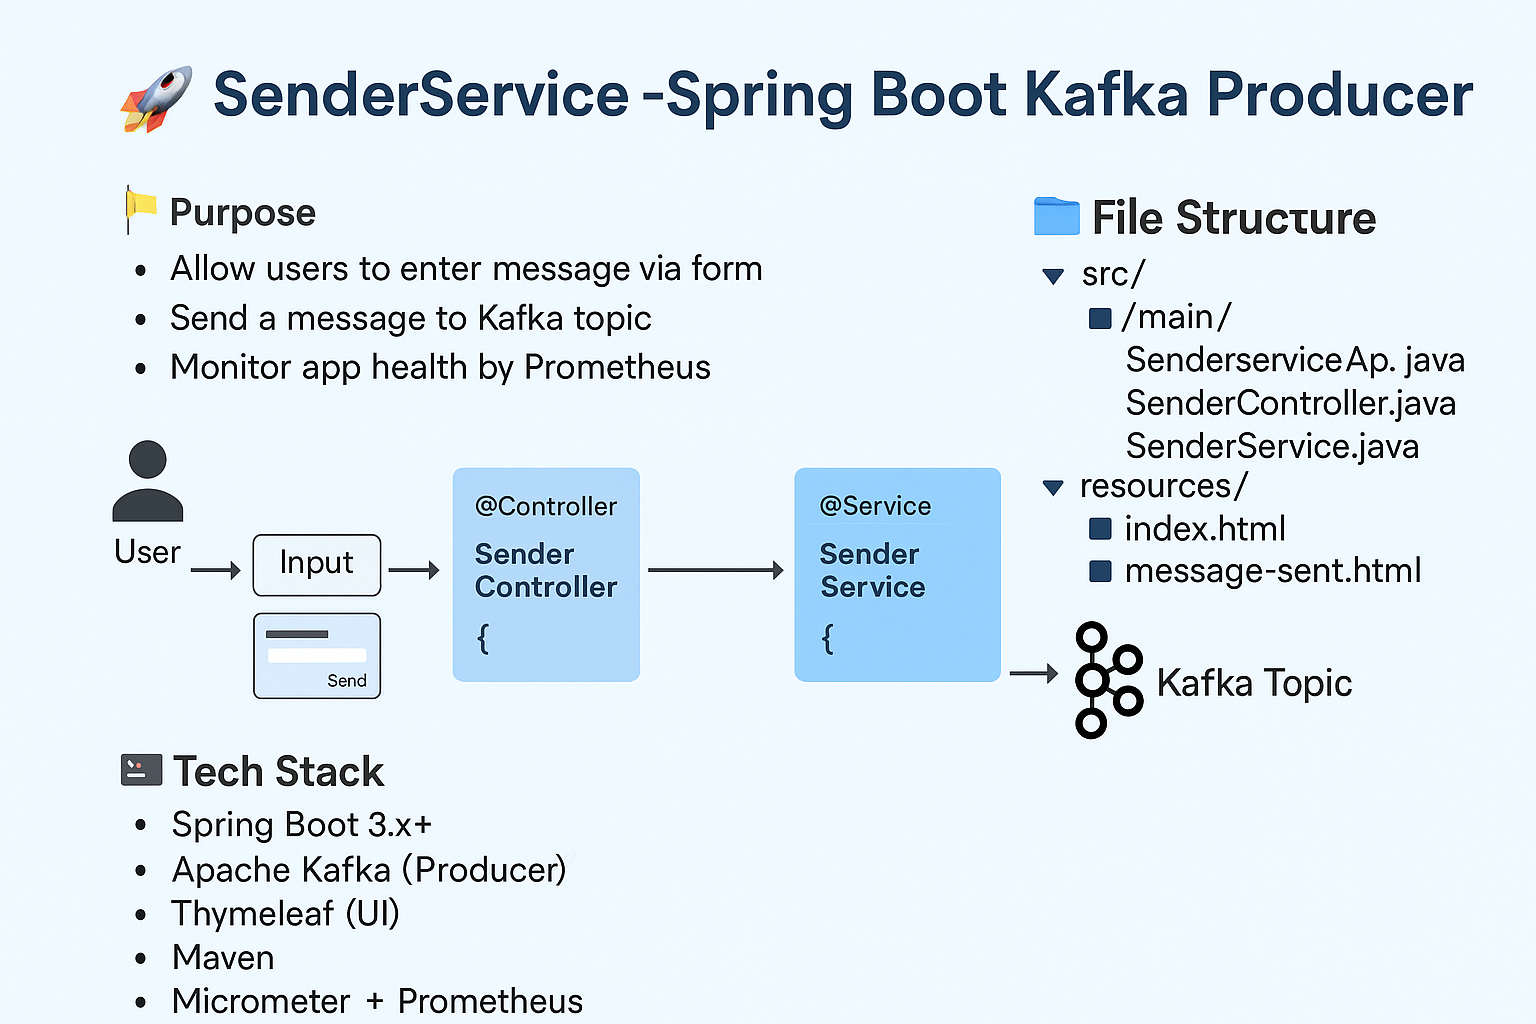 SenderService -Spring Boot Kafka Producer
Purpose
• Allow users to enter message via form
• Send a message to Kafka topic
• Monitor app health by Prometheus
File Structure
src/
/main/
SenderserviceAp. java
SenderController.java
SenderService.java
resources/
index.html
message-sent.html
User
Input
Send
@Controller
Sender
Controller
{
@Service
Sender
Service
{
Kafka Topic
Tech Stack
• Spring Boot 3.x+
• Apache Kafka (Producer)
• Thymeleaf (UI)
• Maven
• Micrometer + Prometheus